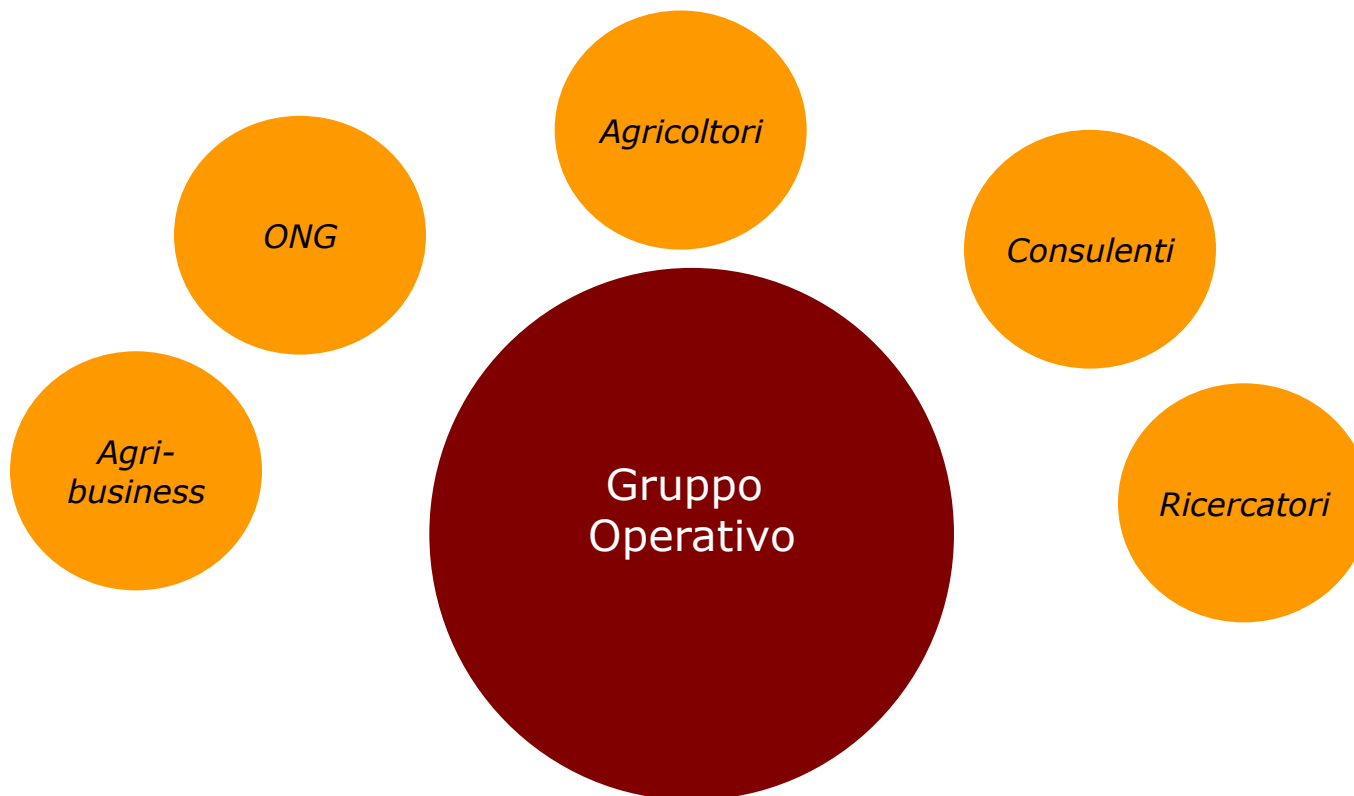 Agricoltori
ONG
Consulenti
Agri-
business
Ricercatori
Gruppo
Operativo